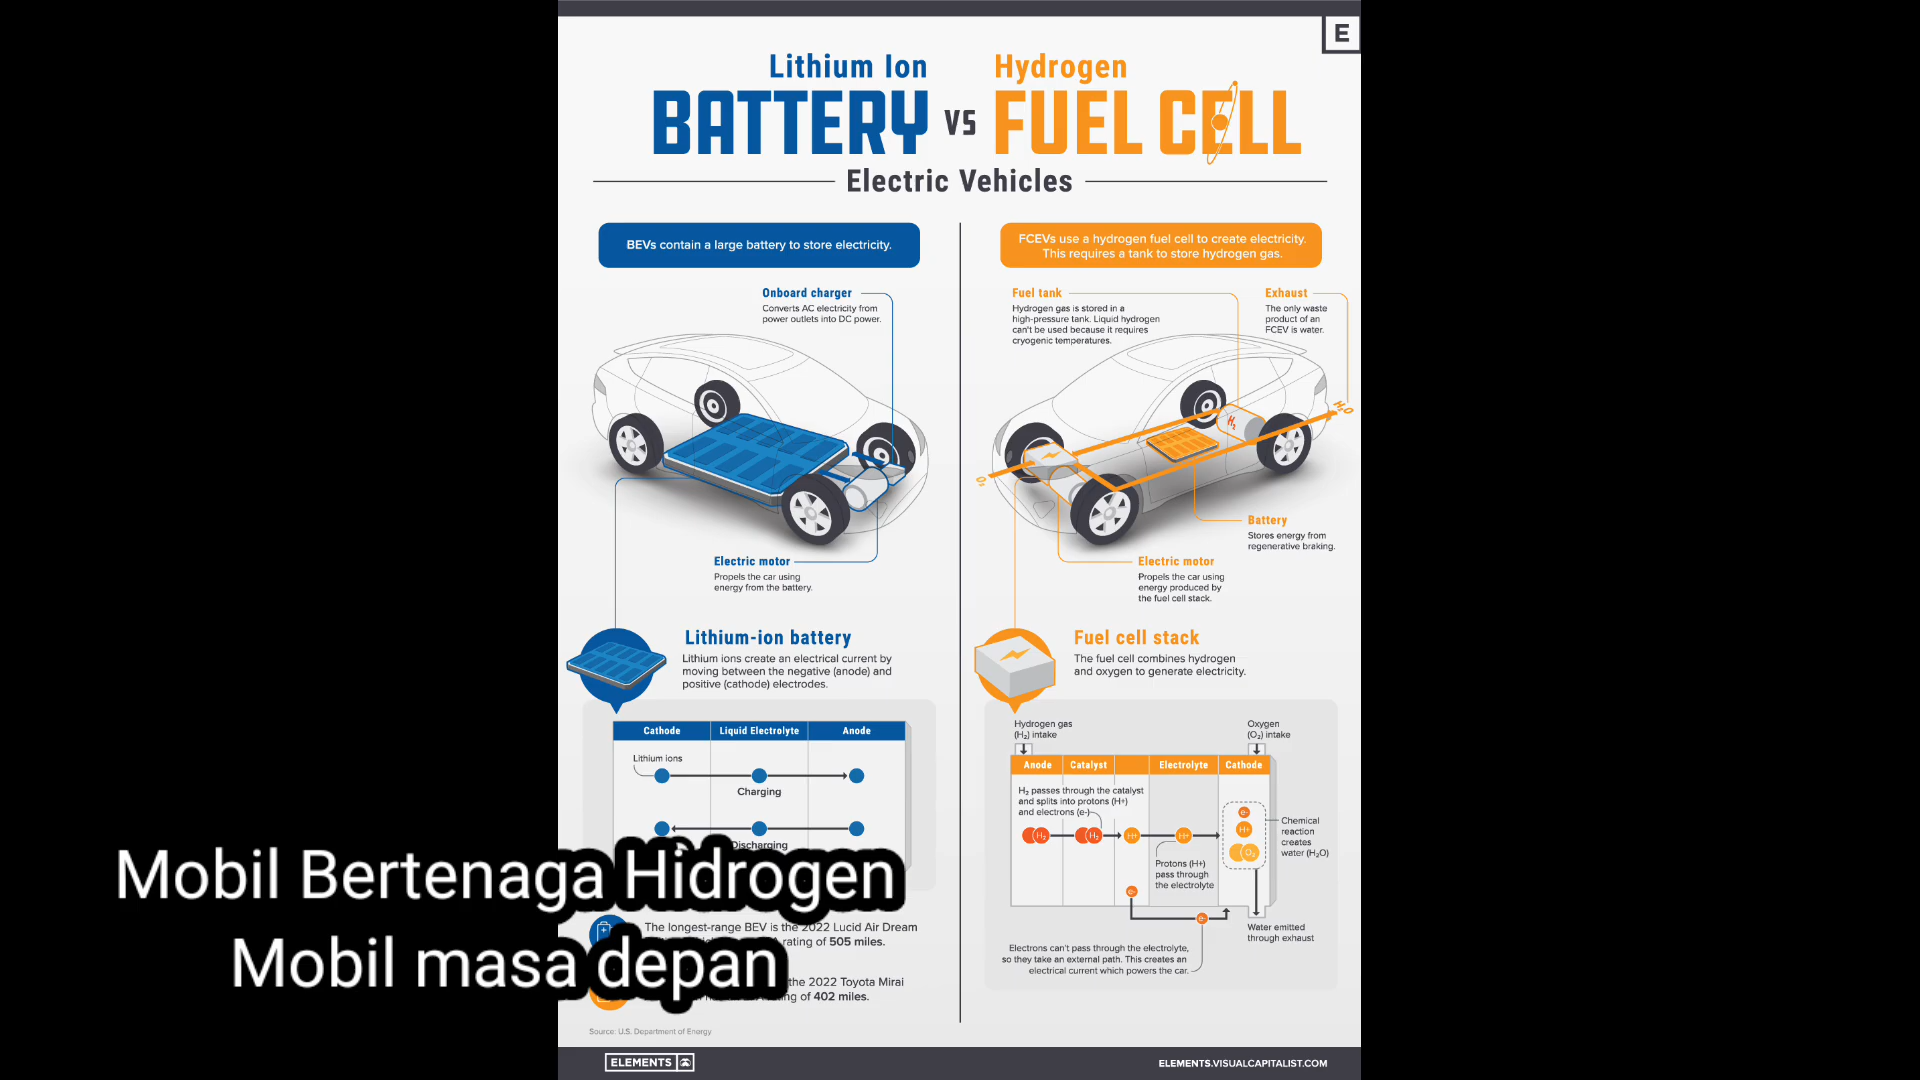 E
Lithium Ion
BATTERY
vs
Hydrogen
FUEL CELL
Electric Vehicles
BEVs contain a large battery to store electricity.
Onboard charger
Converts AC electricity from
power outlets into DC power.
Electric motor
Propels the car using
energy from the battery.
Lithium-ion battery
Lithium ions create an electrical current by
moving between the negative (anode) and
positive (cathode) electrodes.
Cathode Liquid Electrolyte Anode
Lithium ions
Charging
Discharging
The longest-range BEV is the 2022 Lucid Air Dream
rating of 505 miles.
the 2022 Toyota Mirai
of 402 miles.
Source: U.S. Department of Energy
FCEVs use a hydrogen fuel cell to create electricity.
This requires a tank to store hydrogen gas.
Fuel tank
Hydrogen gas is stored in a
high-pressure tank. Liquid hydrogen
can't be used because it requires
cryogenic temperatures.
Exhaust
The only waste
product of an
FCEV is water.
H₂
H₂O
O₂
Battery
Stores energy from
regenerative braking.
Electric motor
Propels the car using
energy produced by
the fuel cell stack.
Fuel cell stack
The fuel cell combines hydrogen
and oxygen to generate electricity.
Hydrogen gas
(H₂) intake
Oxygen
(O₂) intake
Anode Catalyst Electrolyte Cathode
H₂ passes through the catalyst
and splits into protons (H+)
and electrons (e-)
H₂ H₂ H+ H+
e-
H+
O₂
Chemical
reaction
creates
water (H₂O)
Protons (H+)
pass through
the electrolyte
e-
e-
Water emitted
through exhaust
Electrons can't pass through the electrolyte,
so they take an external path. This creates an
electrical current which powers the car.
Mobil Bertenaga Hidrogen
Mobil masa depan
ELEMENTS
ELEMENTS.VISUALCAPITALIST.COM